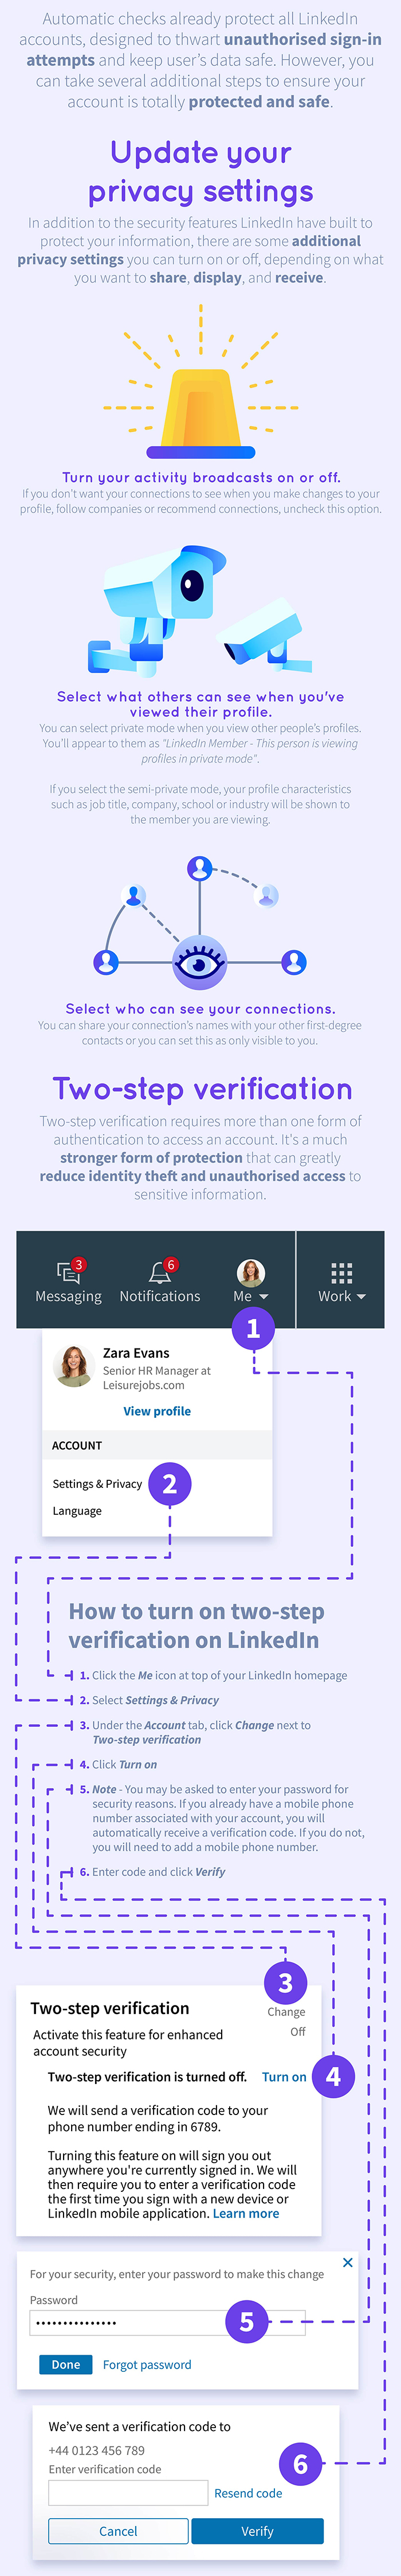 Automatic checks already protect all LinkedIn
accounts, designed to thwart unauthorised sign-in
attempts and keep user's data safe. However, you
can take several additional steps to ensure your
account is totally protected and safe.
Update your
privacy settings
In addition to the security features LinkedIn have built to
protect your information, there are some additional
privacy settings you can turn on or off, depending on what
you want to share, display, and receive.
Turn your activity broadcasts on or off.
If you don't want your connections to see when you make changes to your
profile, follow companies or recommend connections, uncheck this option.
Select what others can see when you've
viewed their profile.
You can select private mode when you view other people's profiles.
You'll appear to them as "LinkedIn Member - This person is viewing
profiles in private mode".
If you select the semi-private mode, your profile characteristics
such as job title, company, school or industry will be shown to
the member you are viewing.
Select who can see your connections.
You can share your connection's names with your other first-degree
contacts or you can set this as only visible to you.
Two-step verification
Two-step verification requires more than one form of
authentication to access an account. It's a much
stronger form of protection that can greatly
reduce identity theft and unauthorised access to
sensitive information.
3
6
Messaging Notifications Me Work
1
Zara Evans
Senior HR Manager at
Leisurejobs.com
View profile
ACCOUNT
Settings & Privacy 2
Language
How to turn on two-step
verification on LinkedIn
1. Click the Me icon at top of your LinkedIn homepage
2. Select Settings & Privacy
3. Under the Account tab, click Change next to
Two-step verification
4. Click Turn on
5. Note - You may be asked to enter your password for
security reasons. If you already have a mobile phone
number associated with your account, you will
automatically receive a verification code. If you do not,
you will need to add a mobile phone number.
6. Enter code and click Verify
3
Two-step verification Change
Activate this feature for enhanced Off
account security
Two-step verification is turned off. Turn on 4
We will send a verification code to your
phone number ending in 6789.
Turning this feature on will sign you out
anywhere you're currently signed in. We will
then require you to enter a verification code
the first time you sign with a new device or
LinkedIn mobile application. Learn more
For your security, enter your password to make this change
Password
5
Done Forgot password
We've sent a verification code to
+44 0123 456 789
6
Enter verification code
Resend code
Cancel Verify